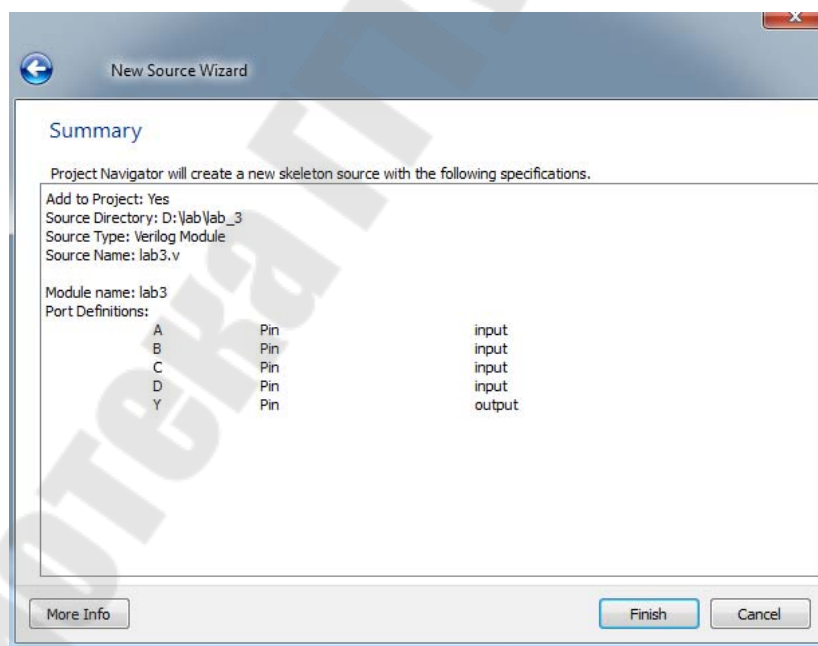 New Source Wizard
Summary
Project Navigator will create a new skeleton source with the following specifications.
Add to Project: Yes
Source Directory: D:\lab\lab_3
Source Type: Verilog Module
Source Name: lab3.v
Module name: lab3
Port Definitions:
A Pin input
B Pin input
C Pin input
D Pin input
Y Pin output
More Info Finish Cancel